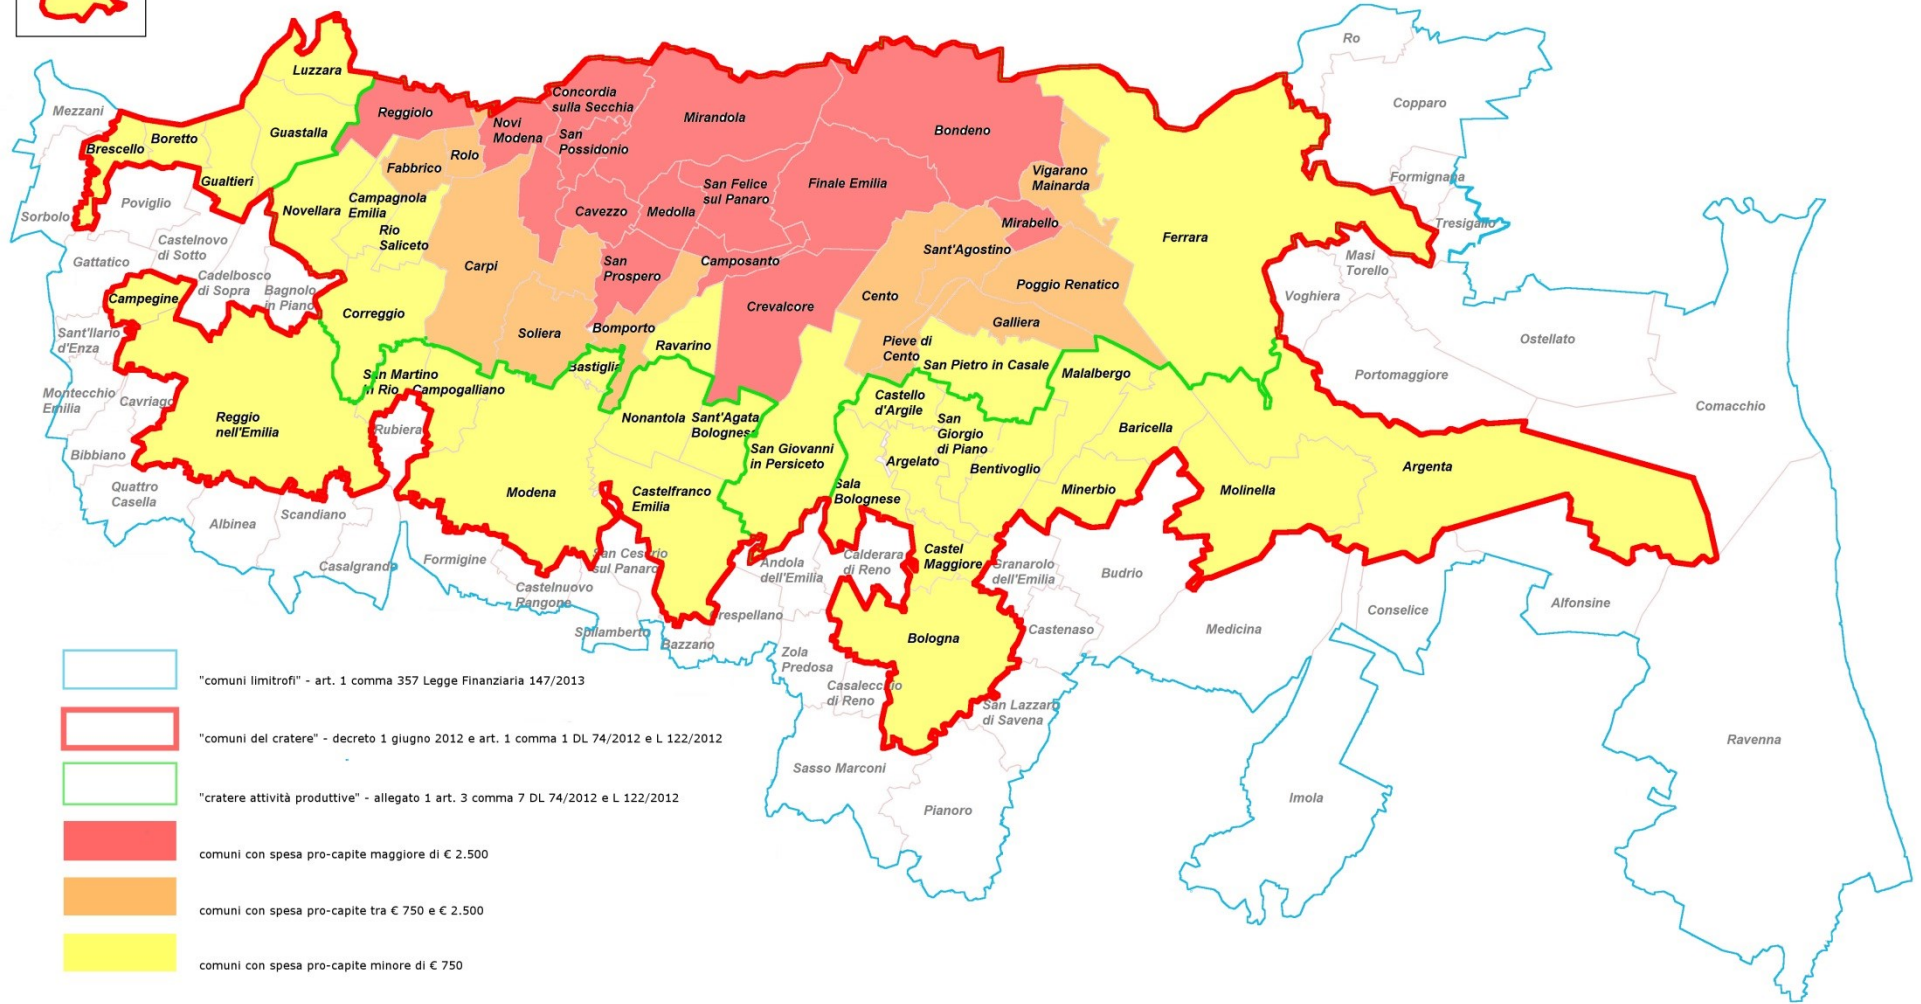 Ro
Luzzara
Concordia
sulla Secchia
Mezzani
Copparo
Reggiolo
Mirandola
Novi
Modena
Bondeno
Guastalla
San
Possidonio
Boretto
Brescello
Rolo
Fabbrico
Vigarano
Mainarda
Formignana
Gualtieri
San Felice
sul Panaro
Finale Emilia
Poviglio
Campagnola
Emilia
Novellara
Cavezzo
Medolla
Sorbolo
Mirabello
Tresigallo
Rio
Saliceto
Ferrara
Castelnovo
di Sotto
Sant'Agostino
Gattatico
Carpi
San
Prospero
Camposanto
Masi
Torello
Cadelbosco
di Sopra
Bagnolo
in Piano
Poggio Renatico
Campegine
Cento
Voghiera
Crevalcore
Correggio
Galliera
Sant'Ilario
d'Enza
Soliera
Bomporto
Ostellato
Ravarino
Pieve di
Cento
San Pietro in Casale
Bastiglia
Malalbergo
Portomaggiore
San Martino
in Rio
Campogalliano
Montecchio
Emilia
Cavriago
Castello
d'Argile
Comacchio
Reggio
nell'Emilia
Nonantola
Sant'Agata
Bolognese
San
Giorgio
di Piano
Rubiera
Baricella
San Giovanni
in Persiceto
Bibbiano
Argelato
Bentivoglio
Argenta
Quattro
Casella
Modena
Castelfranco
Emilia
Sala
Bolognese
Minerbio
Molinella
Albinea
Scandiano
Casalgrande
Formigine
San Cesario
sul Panaro
Anzola
dell'Emilia
Calderara
di Reno
Castel
Maggiore
Granarolo
dell'Emilia
Budrio
Castelnuovo
Rangone
Crespellano
Conselice
Alfonsine
Spilamberto
Bazzano
Bologna
Castenaso
Medicina
Zola
Predosa
Casalecchio
di Reno
San Lazzaro
di Savena
Sasso Marconi
Pianoro
Imola
Ravenna
"comuni limitrofi" - art. 1 comma 357 Legge Finanziaria 147/2013
"comuni del cratere" - decreto 1 giugno 2012 e art. 1 comma 1 DL 74/2012 e L 122/2012
"cratere attività produttive" - allegato 1 art. 3 comma 7 DL 74/2012 e L 122/2012
comuni con spesa pro-capite maggiore di € 2.500
comuni con spesa pro-capite tra € 750 e € 2.500
comuni con spesa pro-capite minore di € 750